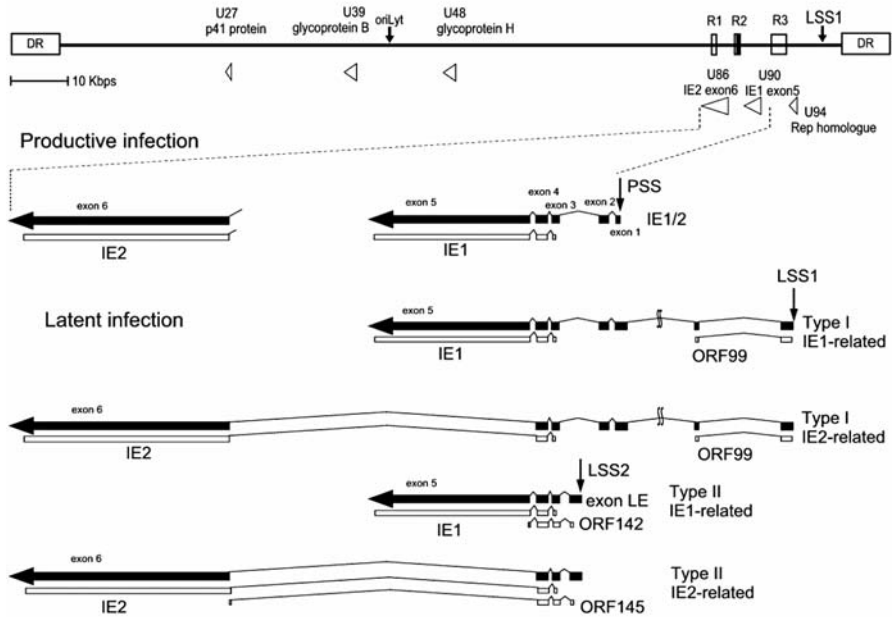 U27
p41 protein
U39
glycoprotein B
oriLyt
U48
glycoprotein H
R1
R2
R3
LSS1
DR
DR
10 Kbps
U86
IE2 exon6
U90
IE1 exon5
U94
Rep homologue
Productive infection
exon 6
IE2
exon 5
exon 4
exon 3
exon 2
exon 1
PSS
IE1/2
IE1
LSS1
Latent infection
exon 5
IE1
ORF99
Type I
IE1-related
exon 6
IE2
ORF99
Type I
IE2-related
LSS2
exon 5
exon LE
IE1
ORF142
Type II
IE1-related
exon 6
IE2
ORF145
Type II
IE2-related